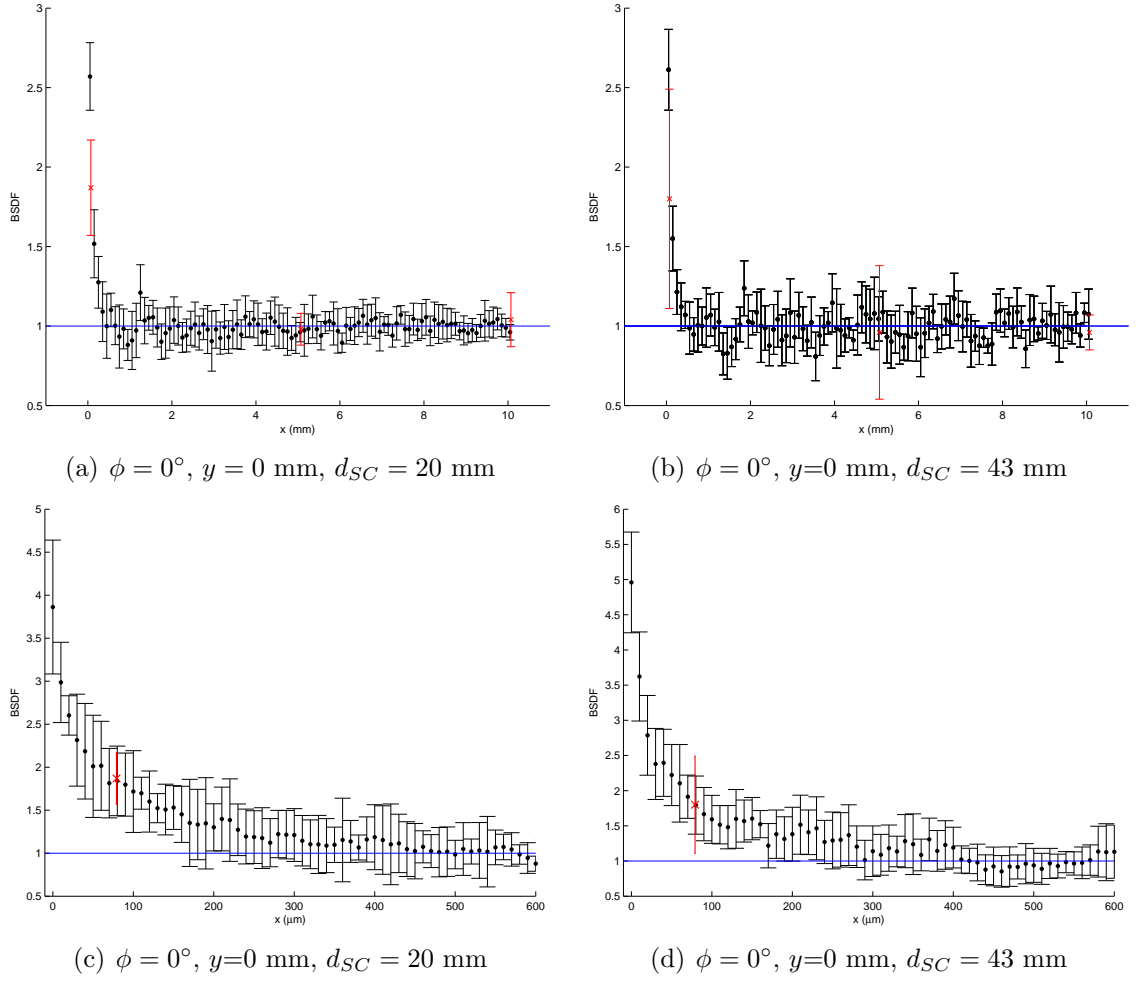 3
2.5
2
1.5
1
0.5
BSDF
0 2 4 6 8 10
x (mm)
(a) ϕ = 0°, y = 0 mm, d_SC = 20 mm
3
2.5
2
1.5
1
0.5
BSDF
0 2 4 6 8 10
x (mm)
(b) ϕ = 0°, y=0 mm, d_SC = 43 mm
5
4.5
4
3.5
3
2.5
2
1.5
1
0.5
BSDF
0 100 200 300 400 500 600
x (μm)
(c) ϕ = 0°, y=0 mm, d_SC = 20 mm
6
5.5
5
4.5
4
3.5
3
2.5
2
1.5
1
0.5
BSDF
0 100 200 300 400 500 600
x (μm)
(d) ϕ = 0°, y=0 mm, d_SC = 43 mm